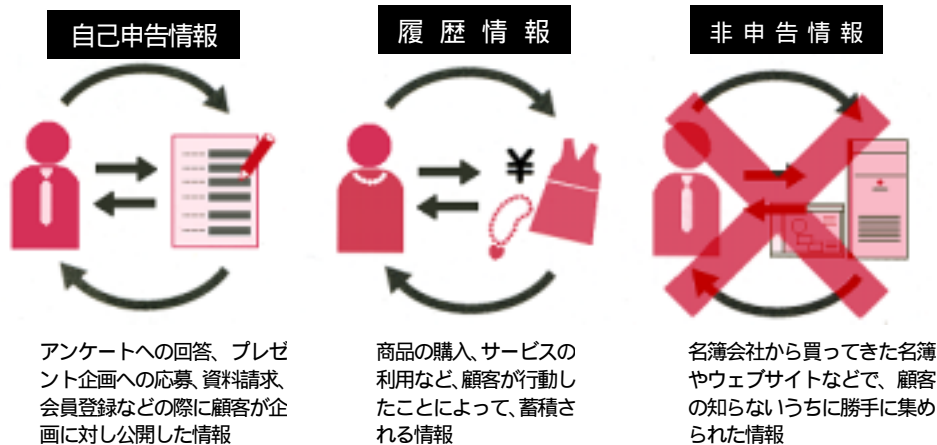 自己申告情報
アンケートへの回答、プレゼ
ント企画への応募、資料請求、
会員登録などの際に顧客が企
画に対し公開した情報
履歴情報
¥
商品の購入、サービスの
利用など、顧客が行動し
たことによって、蓄積さ
れる情報
非申告情報
名簿会社から買ってきた名簿
やウェブサイトなどで、顧客
の知らないうちに勝手に集め
られた情報